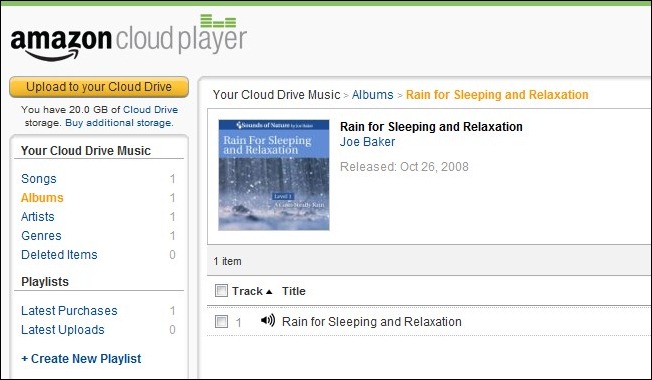 amazon cloud player
Upload to your Cloud Drive
You have 20.0 GB of Cloud Drive
storage. Buy additional storage.
Your Cloud Drive Music
Songs 1
Albums 1
Artists 1
Genres 1
Deleted Items 0
Playlists
Latest Purchases 1
Latest Uploads 0
+ Create New Playlist
Your Cloud Drive Music > Albums > Rain for Sleeping and Relaxation
Sounds of Nature by Joe Baker
Rain For Sleeping
and Relaxation
Level 1
A Calm Steady Rain
Rain for Sleeping and Relaxation
Joe Baker
Released: Oct 26, 2008
1 item
Track Title
1 Rain for Sleeping and Relaxation